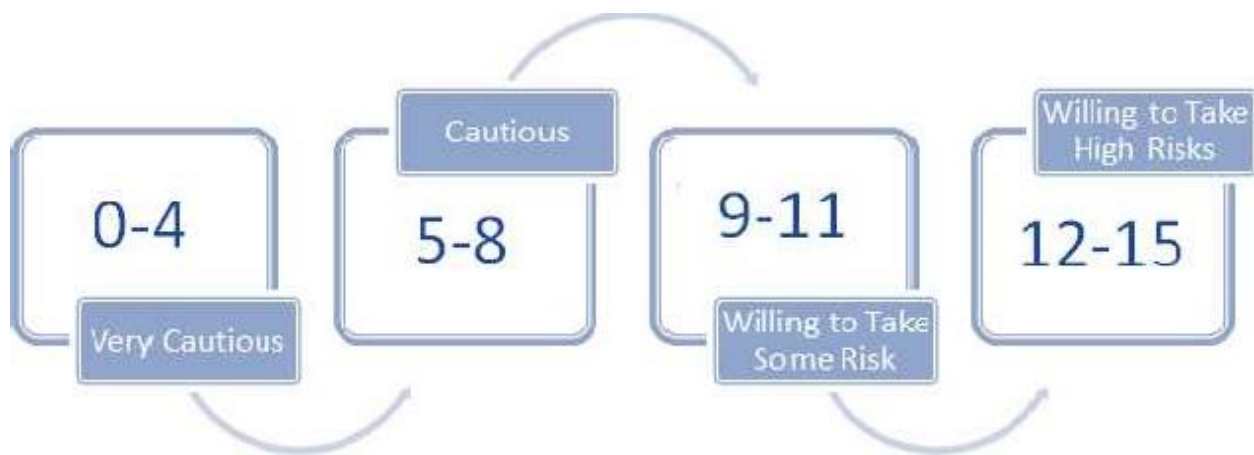 0-4
Very Cautious
Cautious
5-8
9-11
Willing to Take
Some Risk
Willing to Take
High Risks
12-15